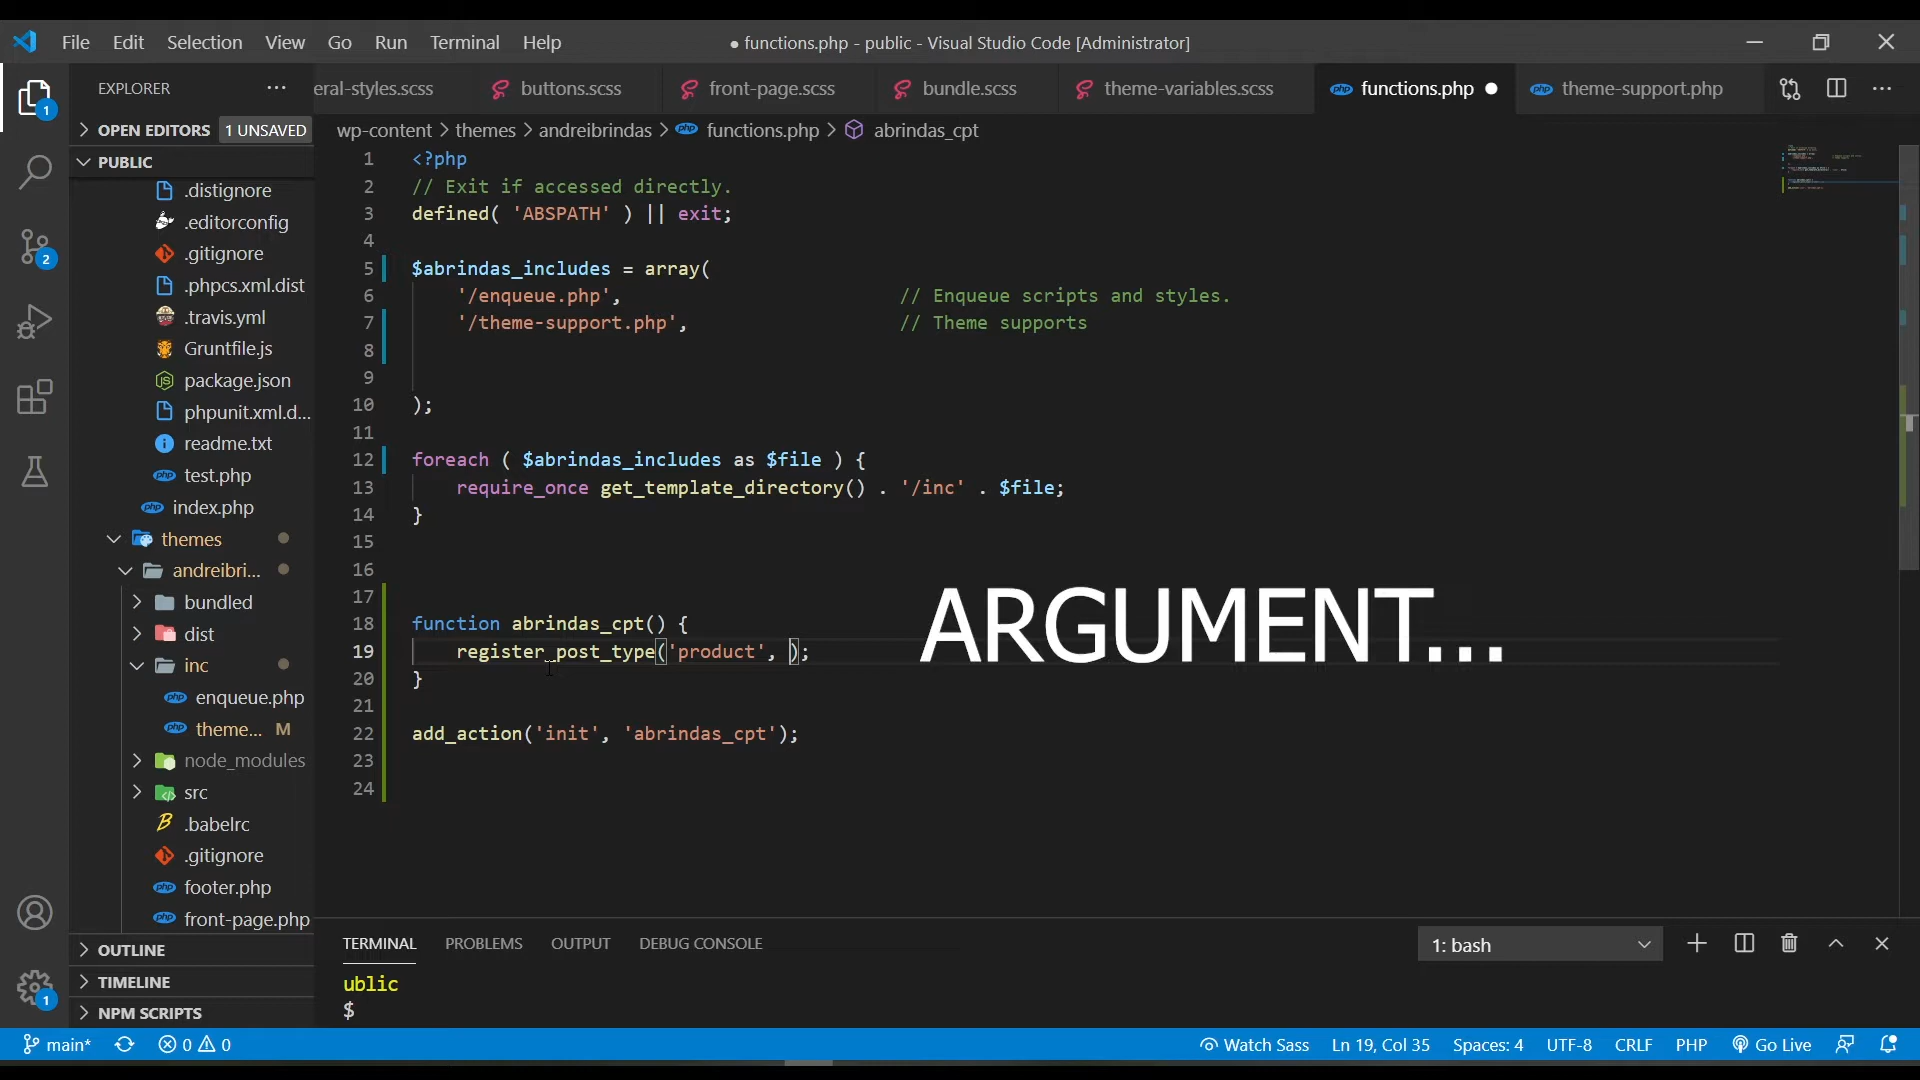 File Edit Selection View Go Run Terminal Help
● functions.php - public - Visual Studio Code [Administrator]
EXPLORER ···
eral-styles.scss buttons.scss front-page.scss bundle.scss theme-variables.scss functions.php ● theme-support.php ···
1
OPEN EDITORS 1 UNSAVED
wp-content > themes > andreibrindas > functions.php > abrindas_cpt
PUBLIC
.distignore
.editorconfig
.gitignore
2
.phpcs.xml.dist
.travis.yml
Gruntfile.js
package.json
phpunit.xml.d...
readme.txt
test.php
index.php
themes
andreibri...
bundled
dist
inc
enqueue.php
theme... M
node_modules
src
.babelrc
.gitignore
footer.php
front-page.php
OUTLINE
TIMELINE
1
NPM SCRIPTS
1 <?php
2 // Exit if accessed directly.
3 defined( 'ABSPATH' ) || exit;
4
5 $abrindas_includes = array(
6 '/enqueue.php', // Enqueue scripts and styles.
7 '/theme-support.php', // Theme supports
8
9
10 );
11
12 foreach ( $abrindas_includes as $file ) {
13 require_once get_template_directory() . '/inc' . $file;
14 }
15
16
17
18 function abrindas_cpt() {
19 register_post_type('product', );
20 }
21
22 add_action('init', 'abrindas_cpt');
23
24
ARGUMENT...
TERMINAL PROBLEMS OUTPUT DEBUG CONSOLE 1: bash
ublic
$
main* 0 0 Watch Sass Ln 19, Col 35 Spaces: 4 UTF-8 CRLF PHP Go Live